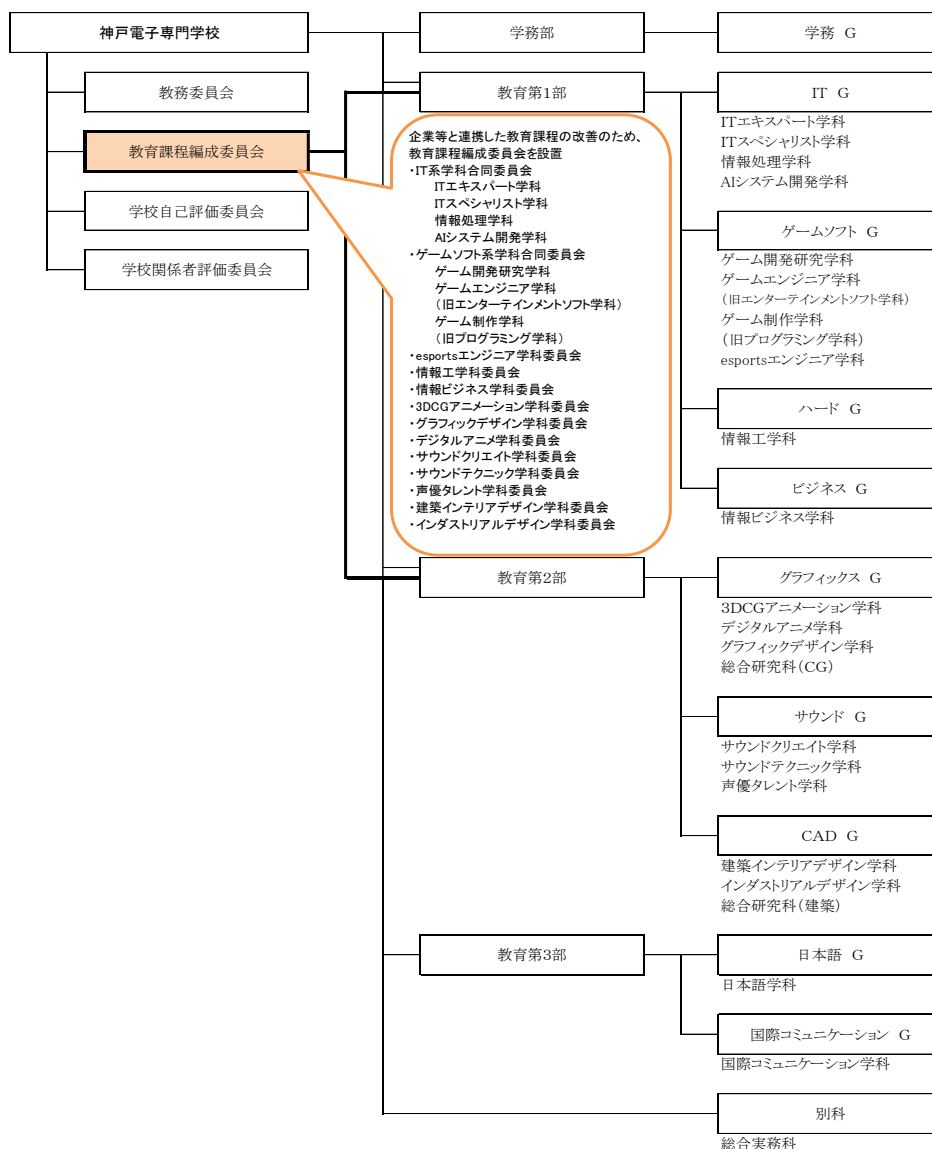 神戸電子専門学校
教務委員会
教育課程編成委員会
学校自己評価委員会
学校関係者評価委員会
学務部
学務 G
教育第1部
企業等と連携した教育課程の改善のため、
教育課程編成委員会を設置
・IT系学科合同委員会
ITエキスパート学科
ITスペシャリスト学科
情報処理学科
AIシステム開発学科
・ゲームソフト系学科合同委員会
ゲーム開発研究学科
ゲームエンジニア学科
(旧エンターテインメントソフト学科)
ゲーム制作学科
(旧プログラミング学科)
・esportsエンジニア学科委員会
・情報工学科委員会
・情報ビジネス学科委員会
・3DCGアニメーション学科委員会
・グラフィックデザイン学科委員会
・デジタルアニメ学科委員会
・サウンドクリエイト学科委員会
・サウンドテクニック学科委員会
・声優タレント学科委員会
・建築インテリアデザイン学科委員会
・インダストリアルデザイン学科委員会
IT G
ITエキスパート学科
ITスペシャリスト学科
情報処理学科
AIシステム開発学科
ゲームソフト G
ゲーム開発研究学科
ゲームエンジニア学科
(旧エンターテインメントソフト学科)
ゲーム制作学科
(旧プログラミング学科)
esportsエンジニア学科
ハード G
情報工学科
ビジネス G
情報ビジネス学科
教育第2部
グラフィックス G
3DCGアニメーション学科
デジタルアニメ学科
グラフィックデザイン学科
総合研究科(CG)
サウンド G
サウンドクリエイト学科
サウンドテクニック学科
声優タレント学科
CAD G
建築インテリアデザイン学科
インダストリアルデザイン学科
総合研究科(建築)
教育第3部
日本語 G
日本語学科
国際コミュニケーション G
国際コミュニケーション学科
別科
総合実務科